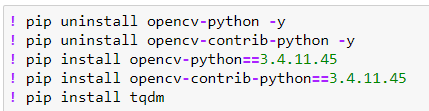 ! pip uninstall opencv-python -y
! pip uninstall opencv-contrib-python -y
! pip install opencv-python==3.4.11.45
! pip install opencv-contrib-python==3.4.11.45
! pip install tqdm